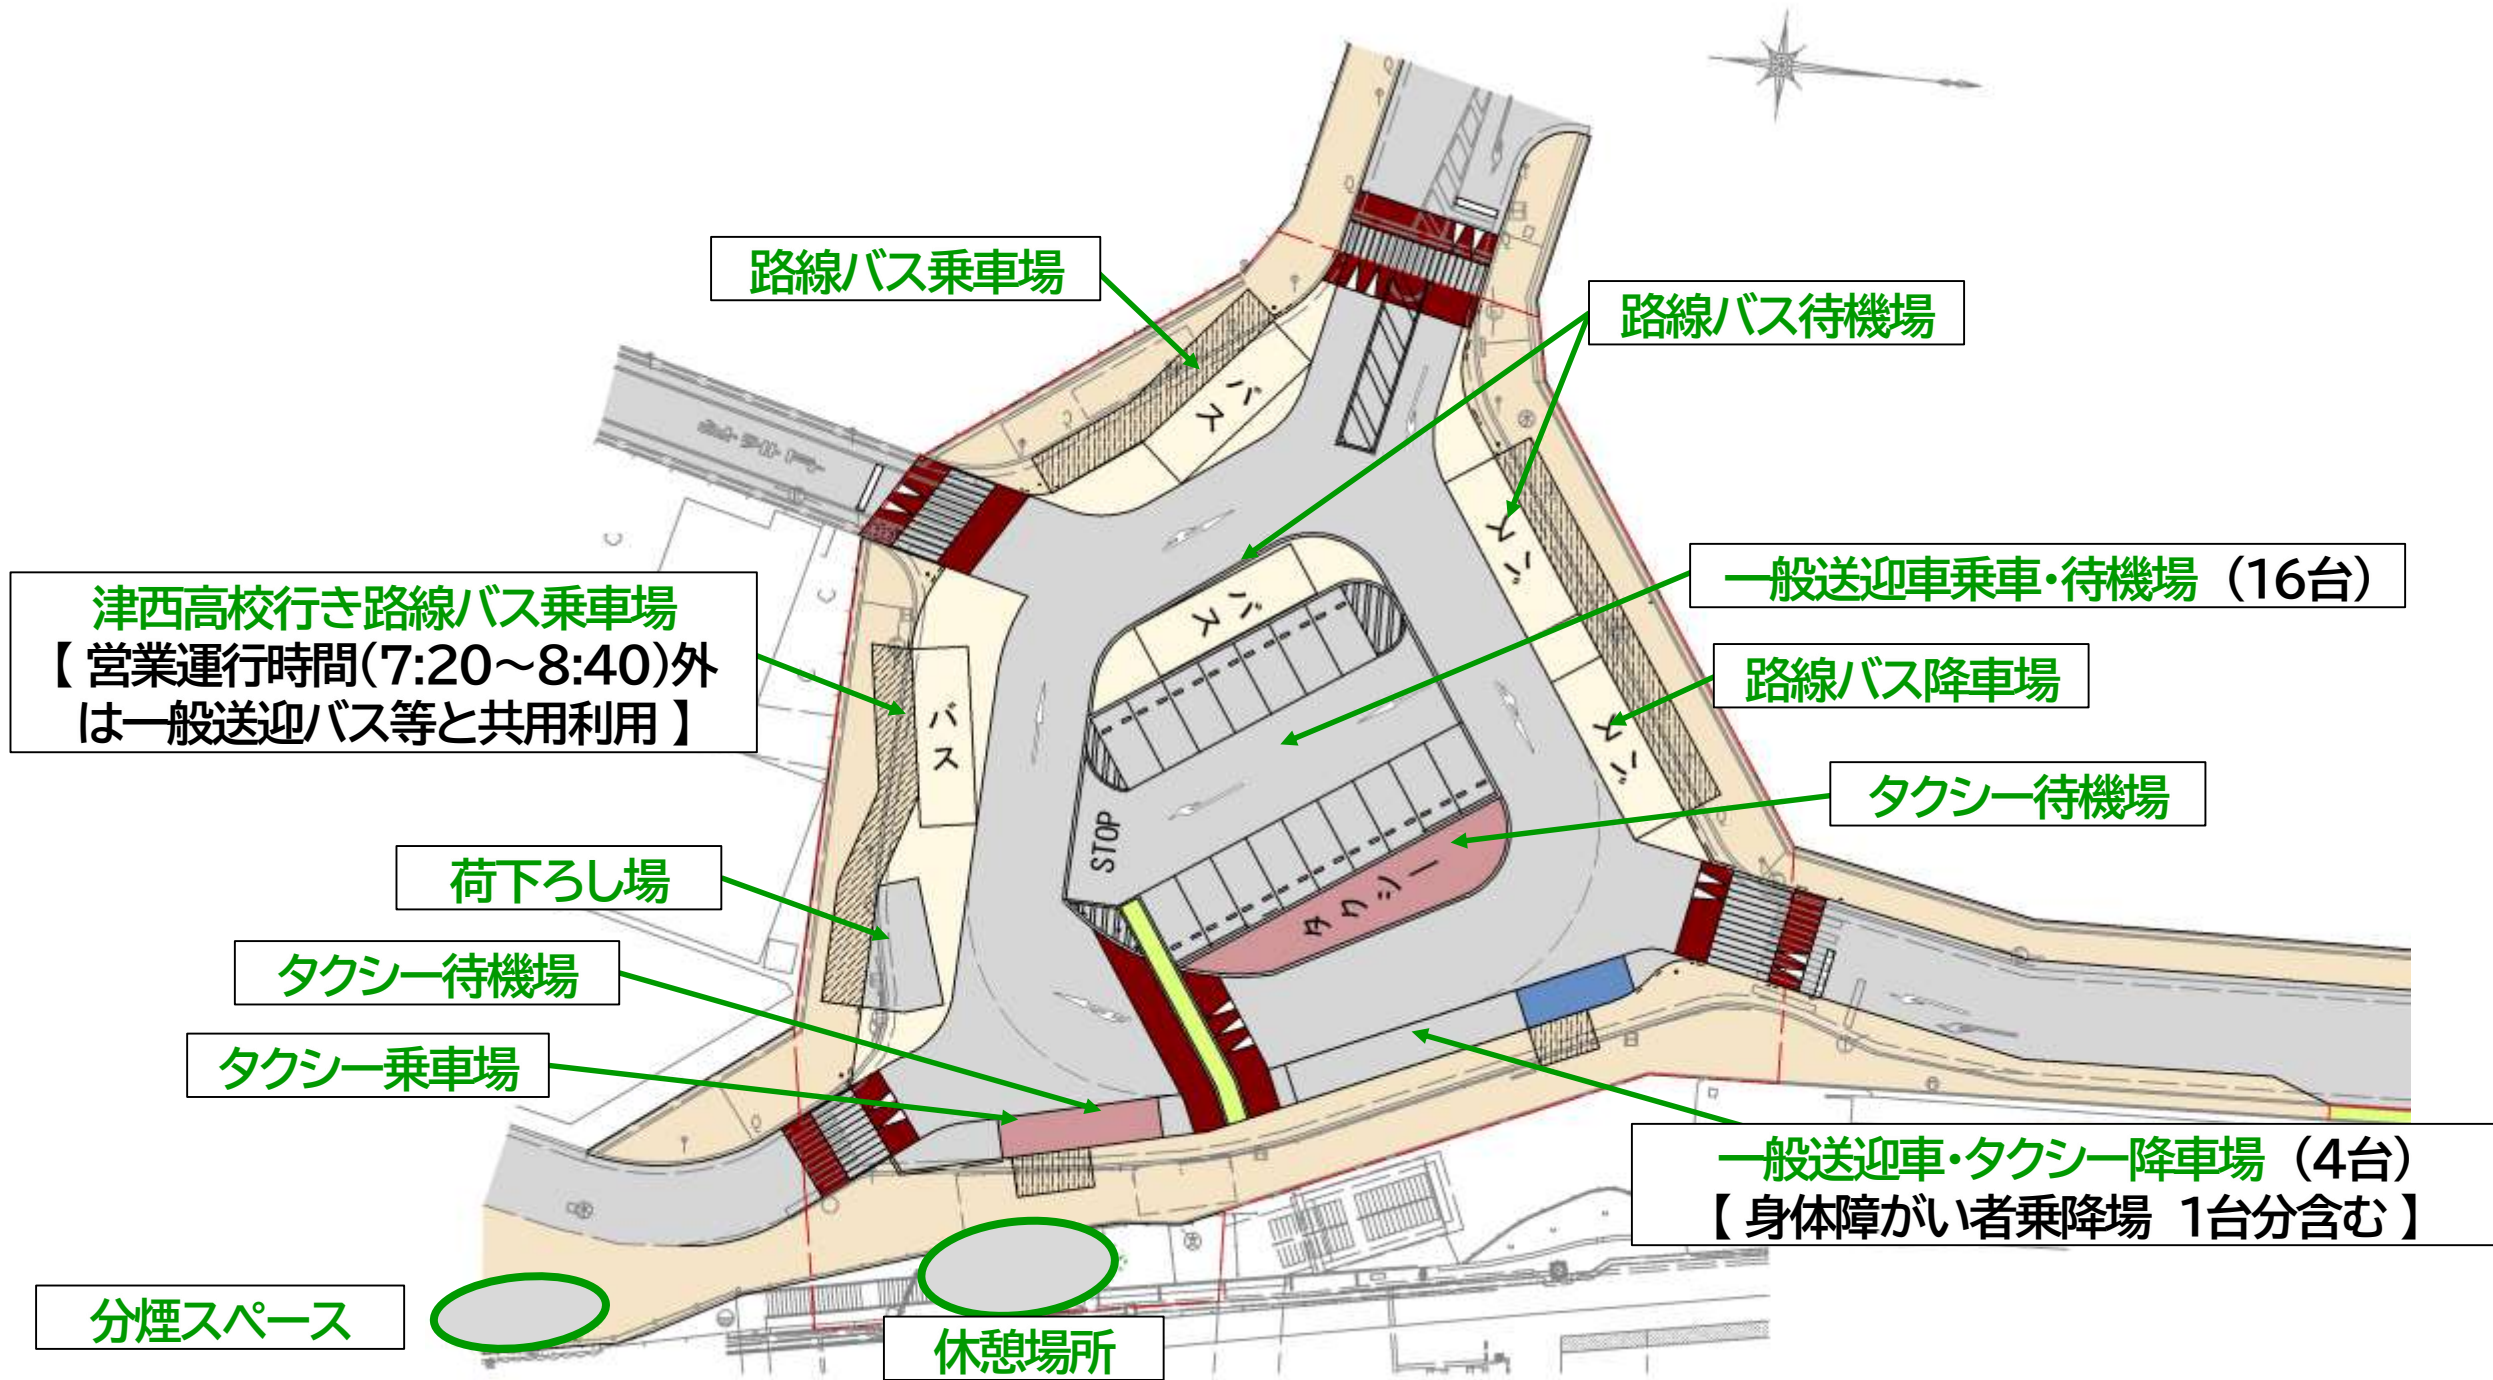 路線バス乗車場
路線バス待機場
バス
バス
バス
バス
バス
一般送迎車乗車・待機場（16台）
津西高校行き路線バス乗車場
【 営業運行時間(7:20～8:40)外
は一般送迎バス等と共用利用 】
路線バス降車場
タクシー待機場
STOP
タクシー
荷下ろし場
タクシー待機場
タクシー乗車場
一般送迎車・タクシー降車場（4台）
【 身体障がい者乗降場 1台分含む 】
分煙スペース
休憩場所